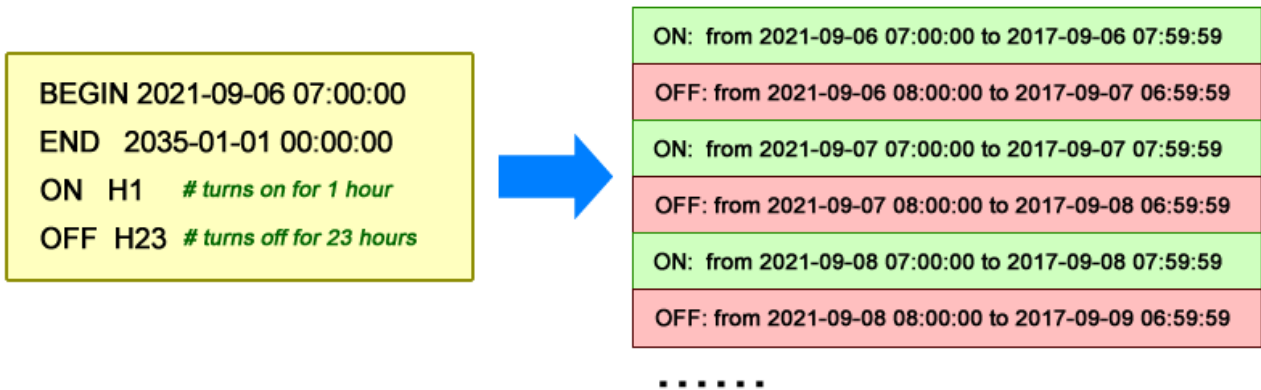 BEGIN 2021-09-06 07:00:00
END 2035-01-01 00:00:00
ON H1 # turns on for 1 hour
OFF H23 # turns off for 23 hours
ON: from 2021-09-06 07:00:00 to 2017-09-06 07:59:59
OFF: from 2021-09-06 08:00:00 to 2017-09-07 06:59:59
ON: from 2021-09-07 07:00:00 to 2017-09-07 07:59:59
OFF: from 2021-09-07 08:00:00 to 2017-09-08 06:59:59
ON: from 2021-09-08 07:00:00 to 2017-09-08 07:59:59
OFF: from 2021-09-08 08:00:00 to 2017-09-09 06:59:59
......